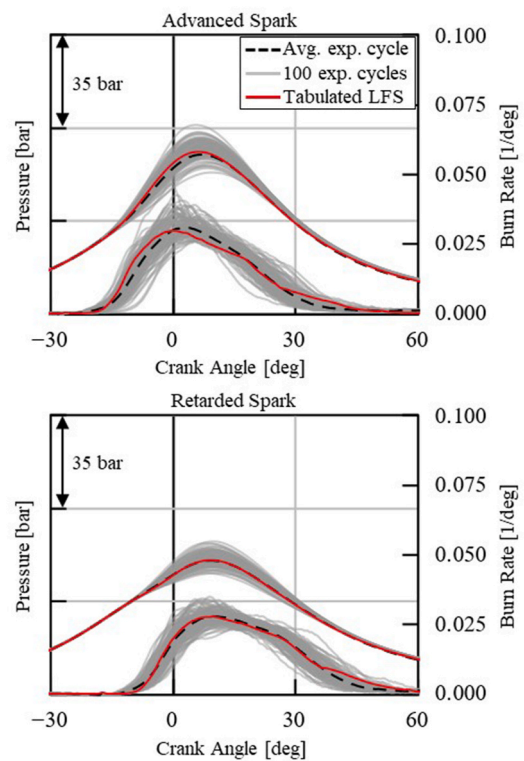 Advanced Spark
Avg. exp. cycle
100 exp. cycles
Tabulated LFS
35 bar
Pressure [bar]
0.100
0.075
0.050
0.025
0.000
Burn Rate [1/deg]
−30 0 30 60
Crank Angle [deg]
Retarded Spark
35 bar
Pressure [bar]
0.100
0.075
0.050
0.025
0.000
Burn Rate [1/deg]
−30 0 30 60
Crank Angle [deg]